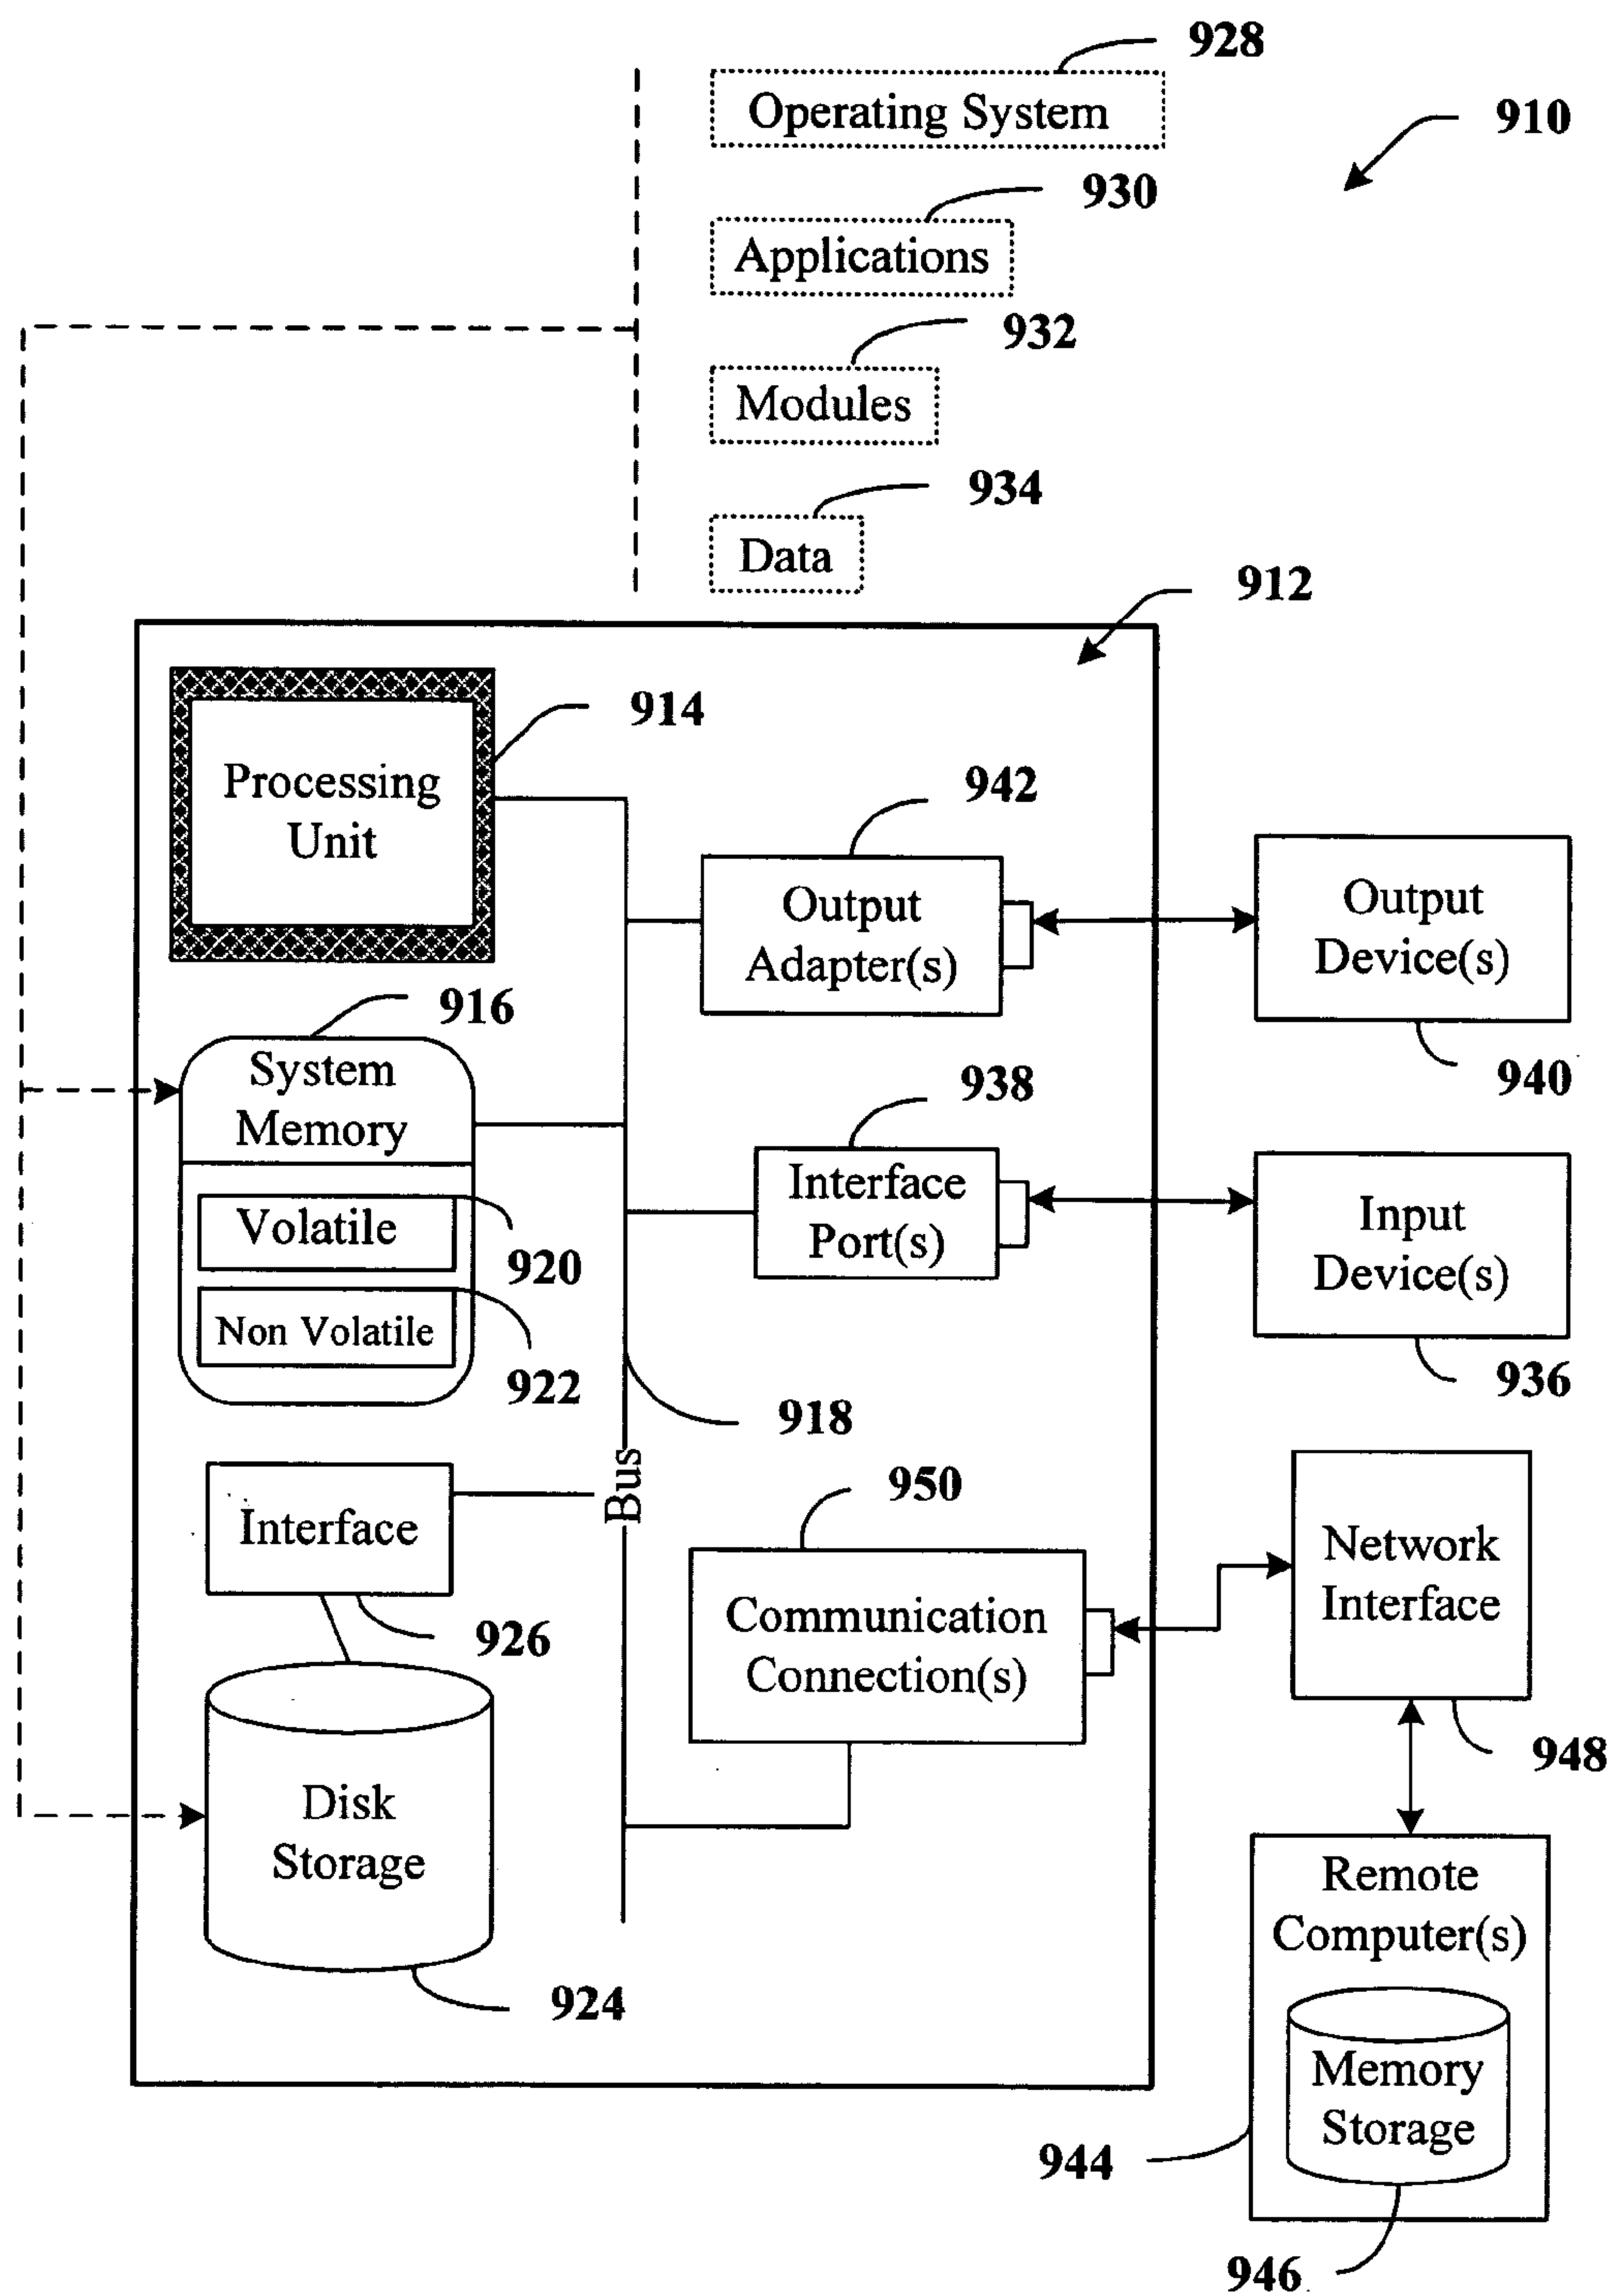 928
Operating System
910
930
Applications
932
Modules
934
Data
912
914
Processing
Unit
942
Output
Adapter(s)
Output
Device(s)
940
916
System
Memory
938
Interface
Port(s)
Input
Device(s)
936
Volatile
920
Non Volatile
922
918
Bus
Interface
926
950
Communication
Connection(s)
Network
Interface
948
Disk
Storage
924
Remote
Computer(s)
Memory
Storage
944
946